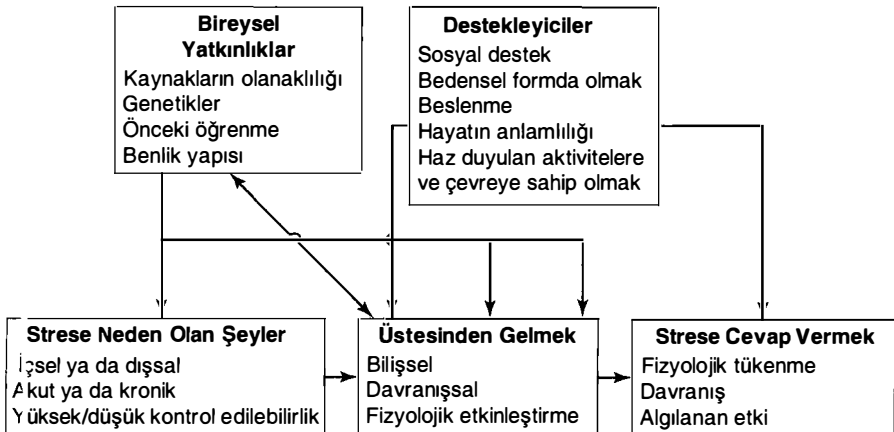 Bireysel
Yatkınlıklar
Kaynakların olanaklılığı
Genetikler
Önceki öğrenme
Benlik yapısı
Destekleyiciler
Sosyal destek
Bedensel formda olmak
Beslenme
Hayatın anlamlılığı
Haz duyulan aktivitelere
ve çevreye sahip olmak
Strese Neden Olan Şeyler
İçsel ya da dışsal
Akut ya da kronik
Yüksek/düşük kontrol edilebilirlik
Üstesinden Gelmek
Bilişsel
Davranışsal
Fizyolojik etkinleştirme
Strese Cevap Vermek
Fizyolojik tükenme
Davranış
Algılanan etki